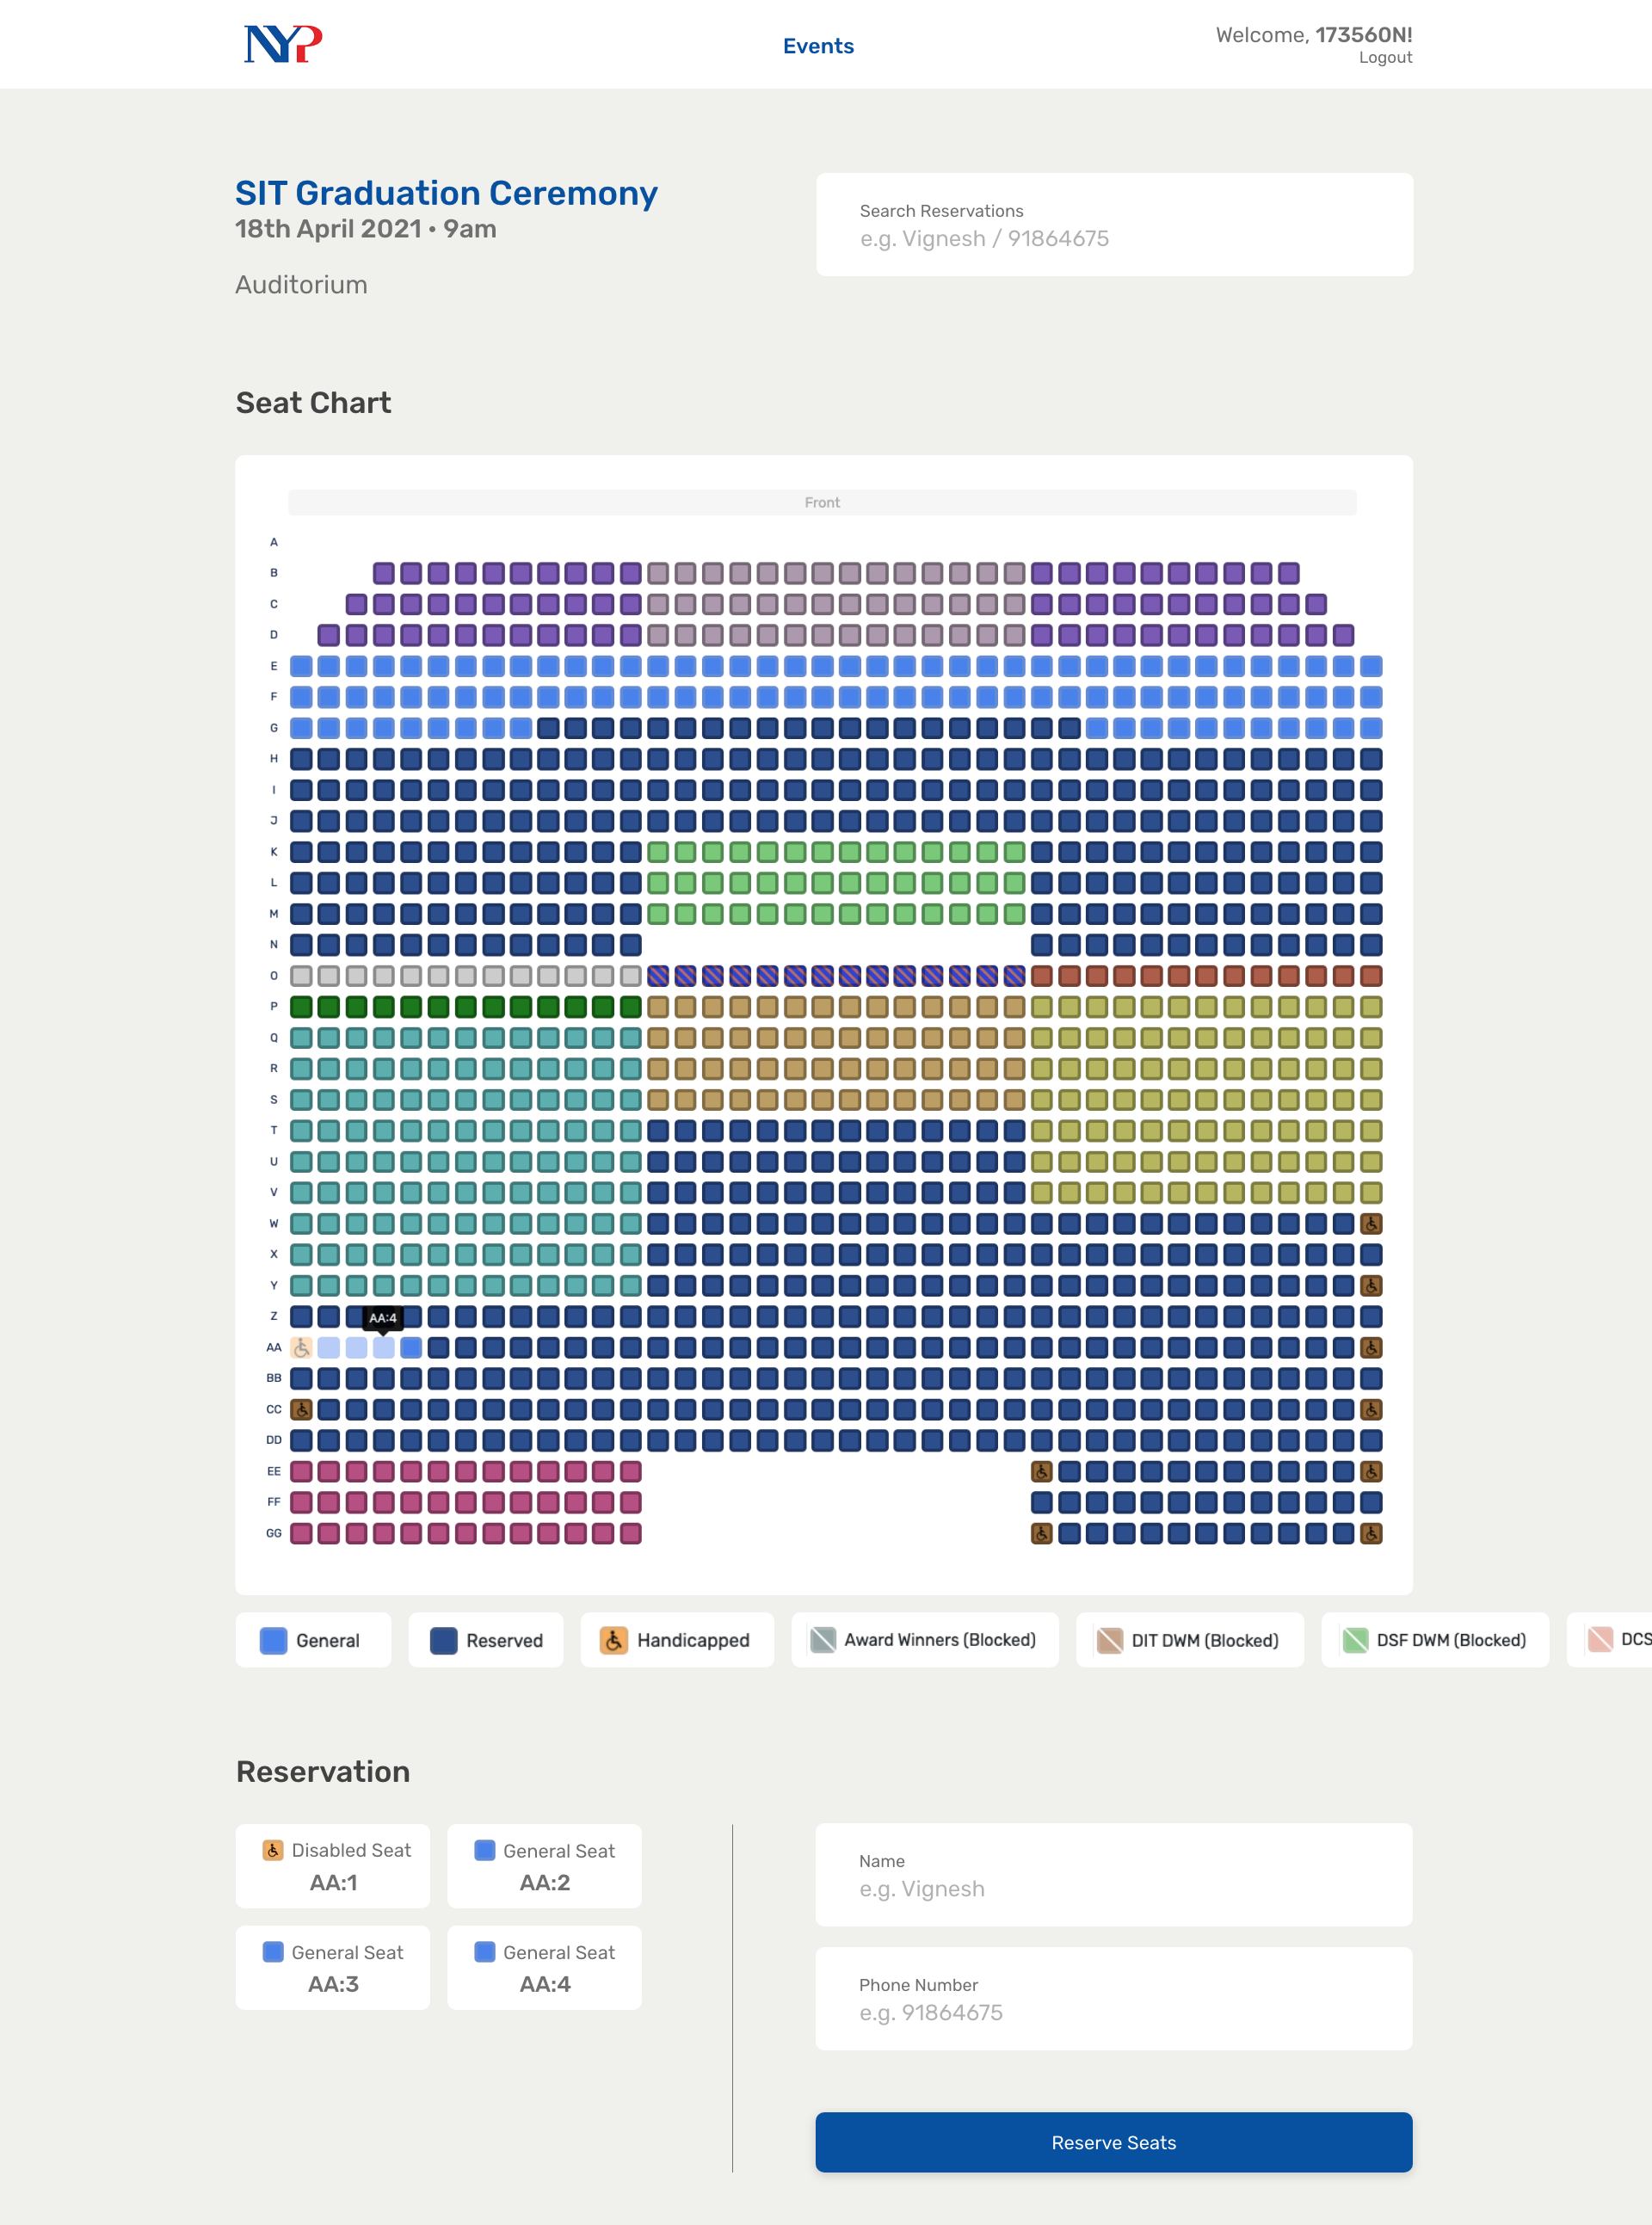 NYP
Events
Welcome, 173560N!
Logout
SIT Graduation Ceremony
18th April 2021 • 9am
Auditorium
Search Reservations
e.g. Vignesh / 91864675
Seat Chart
Front
A
B
C
D
E
F
G
H
I
J
K
L
M
N
O
P
Q
R
S
T
U
V
W
X
Y
Z
AA:4
AA
BB
CC
DD
EE
FF
GG
General
Reserved
Handicapped
Award Winners (Blocked)
DIT DWM (Blocked)
DSF DWM (Blocked)
DCS
Reservation
Disabled Seat
AA:1
General Seat
AA:2
General Seat
AA:3
General Seat
AA:4
Name
e.g. Vignesh
Phone Number
e.g. 91864675
Reserve Seats